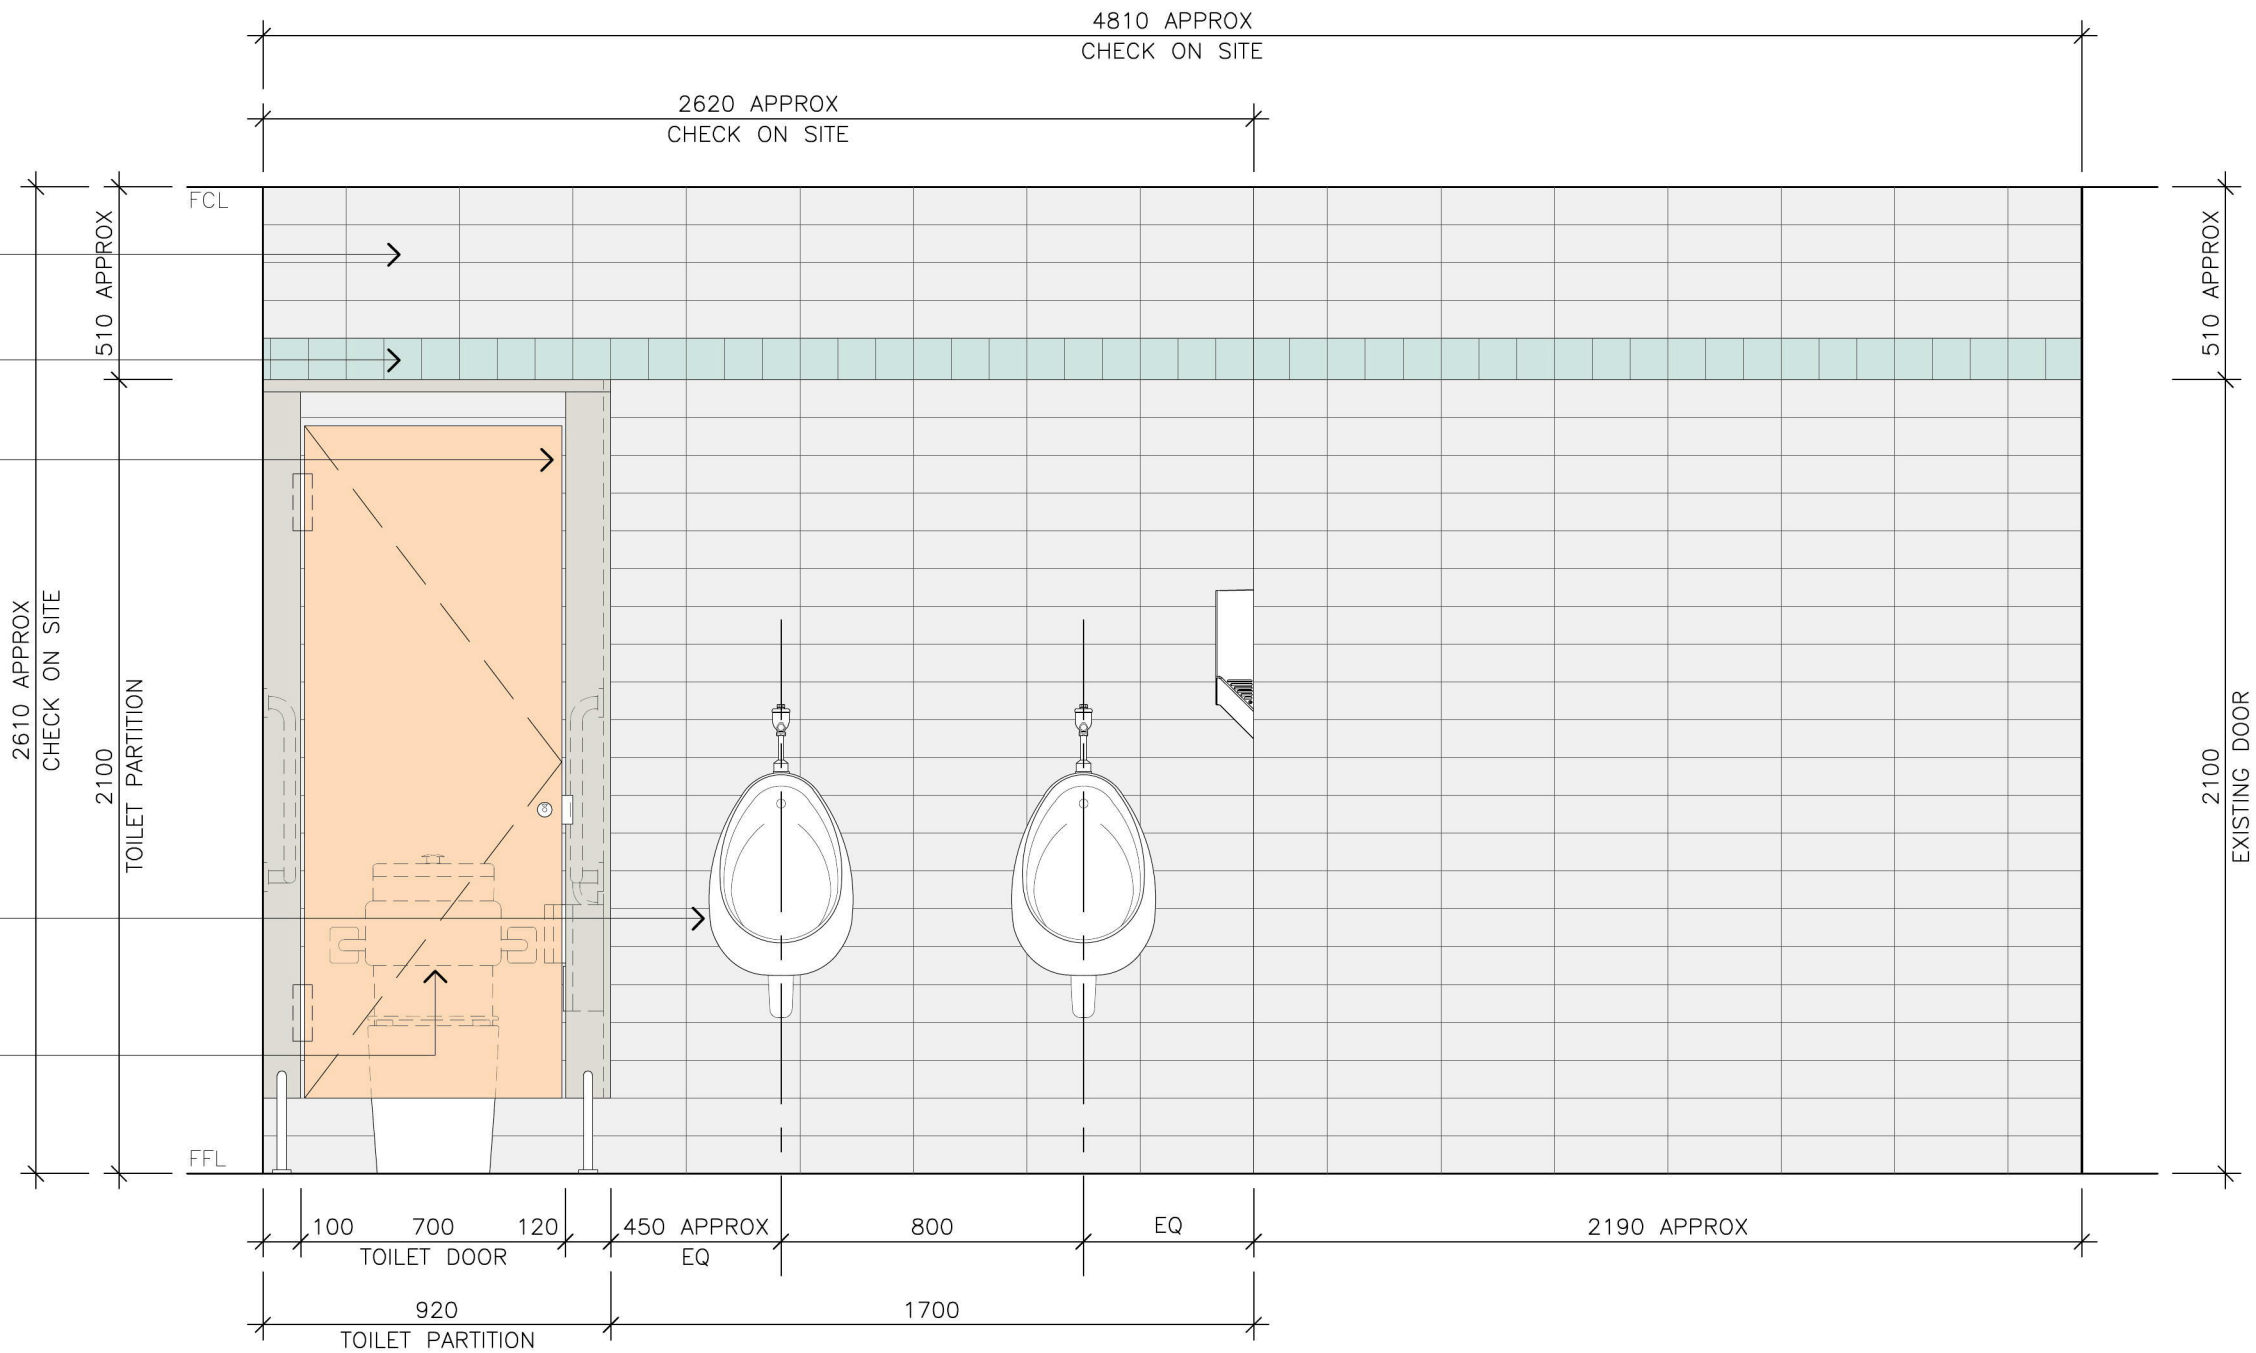 4810 APPROX
CHECK ON SITE
2620 APPROX
CHECK ON SITE
FCL
510 APPROX
510 APPROX
2610 APPROX
CHECK ON SITE
2100
TOILET PARTITION
2100
EXISTING DOOR
FFL
100 700 120 450 APPROX 800 EQ 2190 APPROX
TOILET DOOR EQ
920 1700
TOILET PARTITION